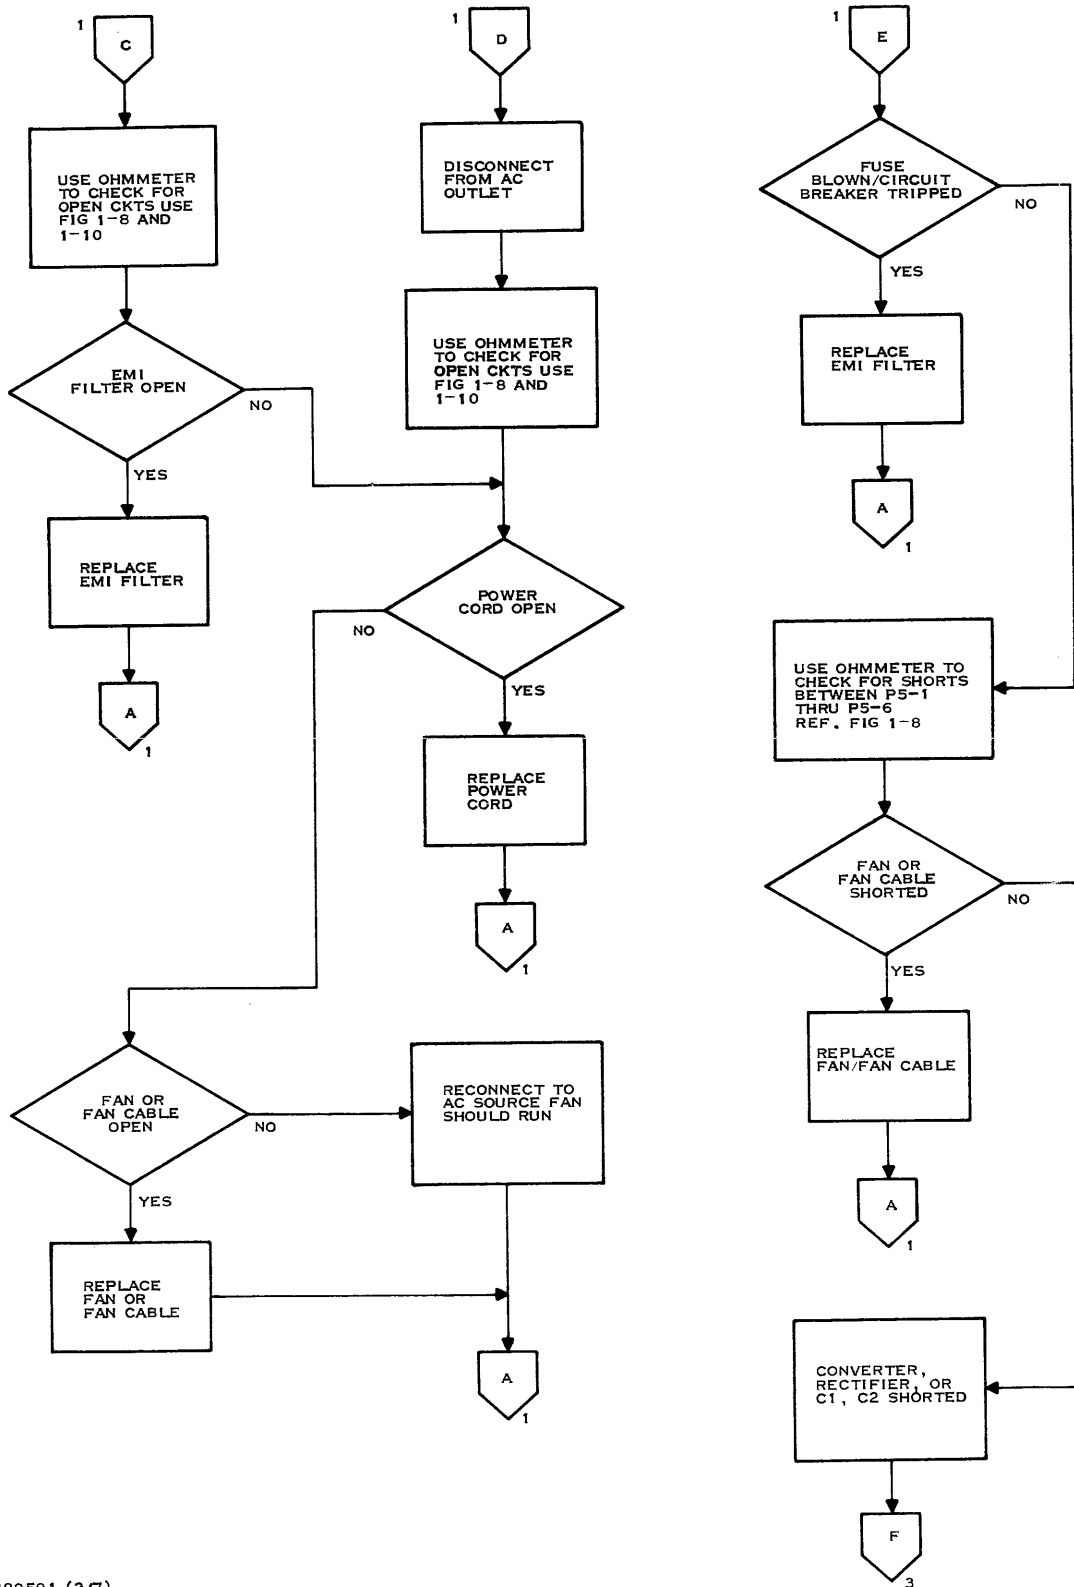 1
C
USE OHMMETER
TO CHECK FOR
OPEN CKTS USE
FIG 1-8 AND
1-10
EMI
FILTER OPEN
NO
YES
REPLACE
EMI FILTER
A
1
1
D
DISCONNECT
FROM AC
OUTLET
USE OHMMETER
TO CHECK FOR
OPEN CKTS USE
FIG 1-8 AND
1-10
POWER
CORD OPEN
NO
YES
REPLACE
POWER
CORD
A
1
FAN OR
FAN CABLE
OPEN
NO
YES
REPLACE
FAN OR
FAN CABLE
RECONNECT TO
AC SOURCE FAN
SHOULD RUN
A
1
1
E
FUSE
BLOWN/CIRCUIT
BREAKER TRIPPED
NO
YES
REPLACE
EMI FILTER
A
1
USE OHMMETER TO
CHECK FOR SHORTS
BETWEEN P5-1
THRU P5-6
REF. FIG 1-8
FAN OR
FAN CABLE
SHORTED
NO
YES
REPLACE
FAN/FAN CABLE
A
1
CONVERTER,
RECTIFIER, OR
C1, C2 SHORTED
F
3